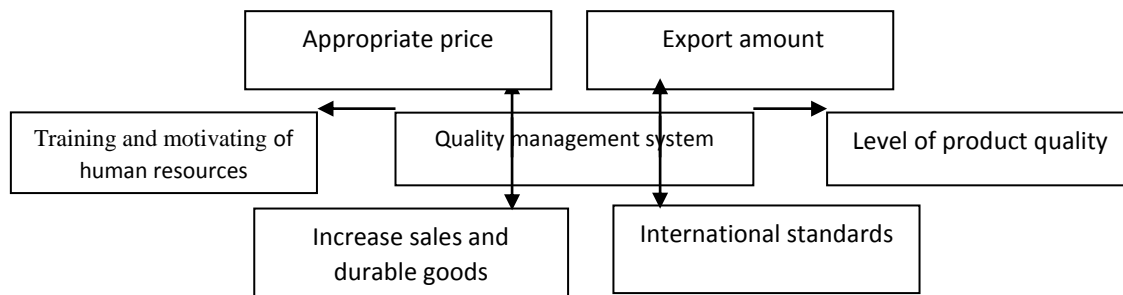 Appropriate price
Export amount
Training and motivating of
human resources
Quality management system
Level of product quality
Increase sales and
durable goods
International standards